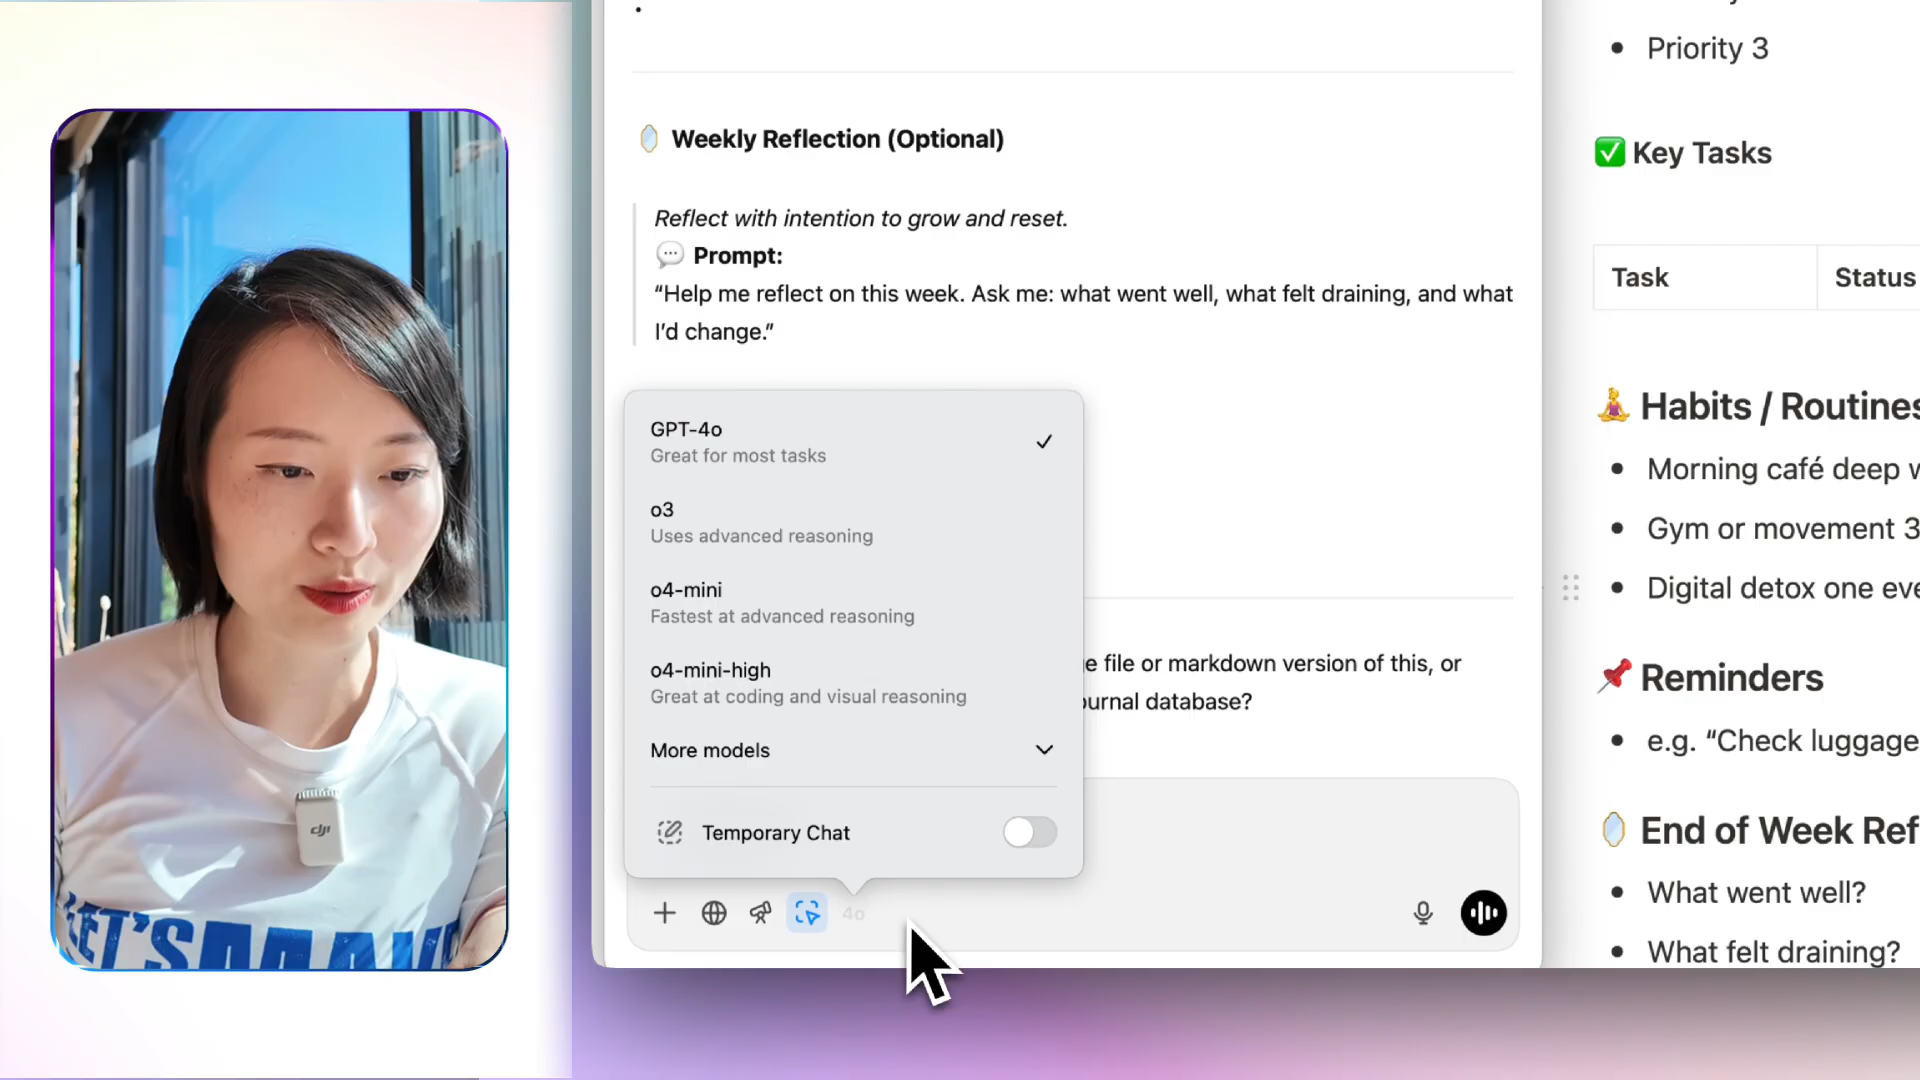 Weekly Reflection (Optional)
Reflect with intention to grow and reset.
Prompt:
“Help me reflect on this week. Ask me: what went well, what felt draining, and what
I’d change.”
GPT-4o
Great for most tasks
o3
Uses advanced reasoning
o4-mini
Fastest at advanced reasoning
o4-mini-high
Great at coding and visual reasoning
More models
Temporary Chat
file or markdown version of this, or
database?
4o
Priority 3
Key Tasks
Task Status
Habits / Routines
Morning café deep
Gym or movement 3
Digital detox one
Reminders
e.g. “Check luggage
End of Week
What went well?
What felt draining?
dji
LET'S